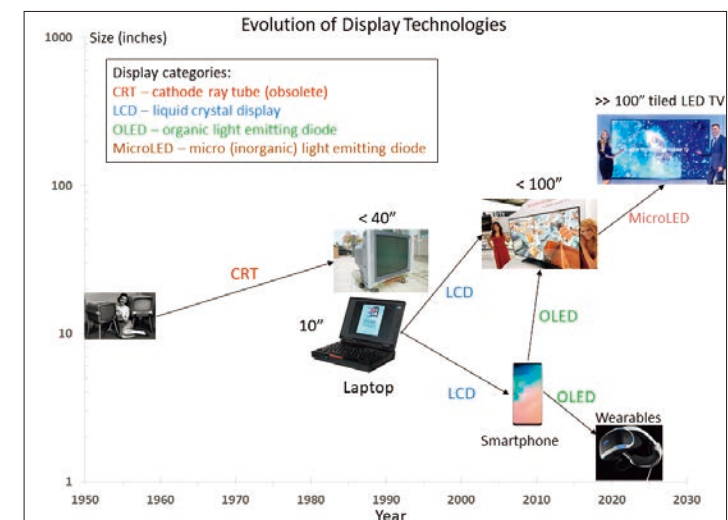 Evolution of Display Technologies
1000
Size (inches)
Display categories:
CRT – cathode ray tube (obsolete)
LCD – liquid crystal display
OLED – organic light emitting diode
MicroLED – micro (inorganic) light emitting diode
>> 100” tiled LED TV
100
< 100”
< 40”
MicroLED
CRT
LCD
10”
10
OLED
Laptop
LCD
OLED
Smartphone
Wearables
1
1950
1960
1970
1980
1990
2000
2010
2020
2030
Year